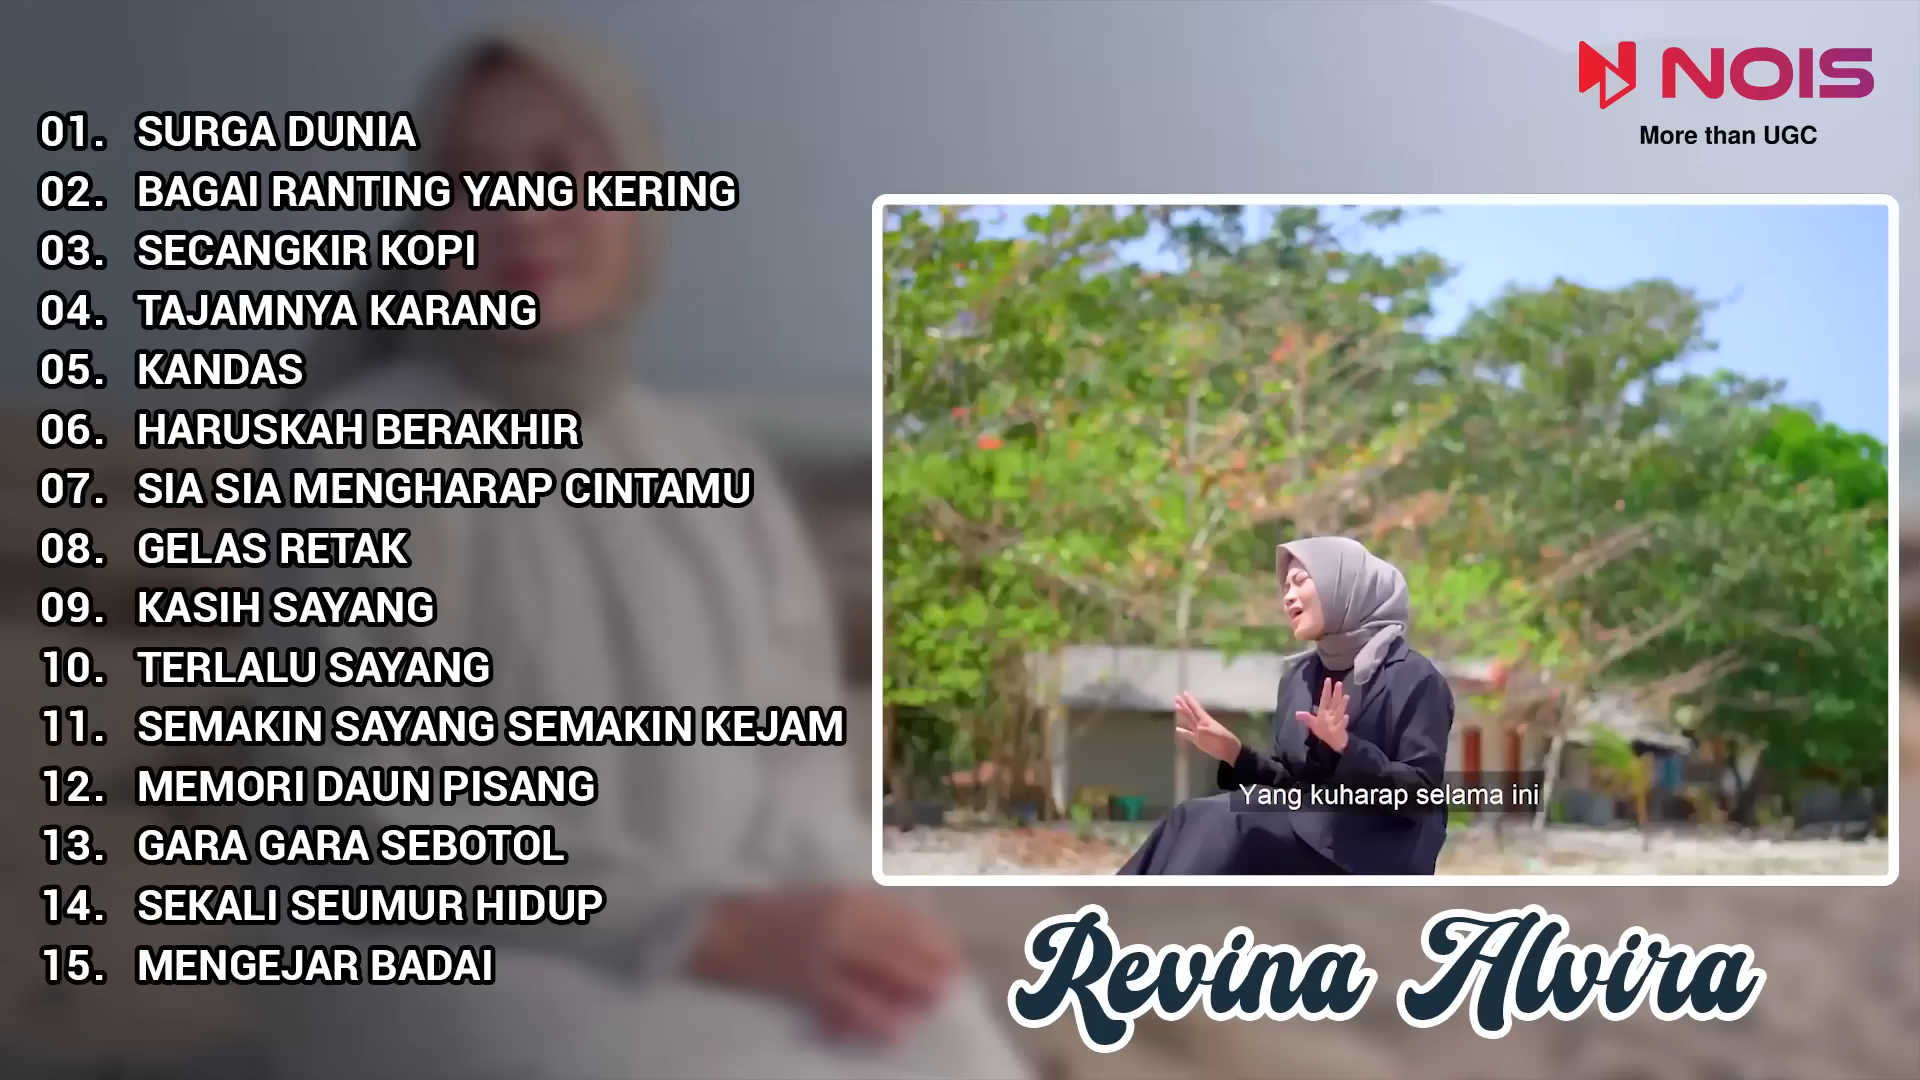 01. SURGA DUNIA
02. BAGAI RANTING YANG KERING
03. SECANGKIR KOPI
04. TAJAMNYA KARANG
05. KANDAS
06. HARUSKAH BERAKHIR
07. SIA SIA MENGHARAP CINTAMU
08. GELAS RETAK
09. KASIH SAYANG
10. TERLALU SAYANG
11. SEMAKIN SAYANG SEMAKIN KEJAM
12. MEMORI DAUN PISANG
13. GARA GARA SEBOTOL
14. SEKALI SEUMUR HIDUP
15. MENGEJAR BADAI
NOIS
More than UGC
Yang kuharap selama ini
Revina Alvira